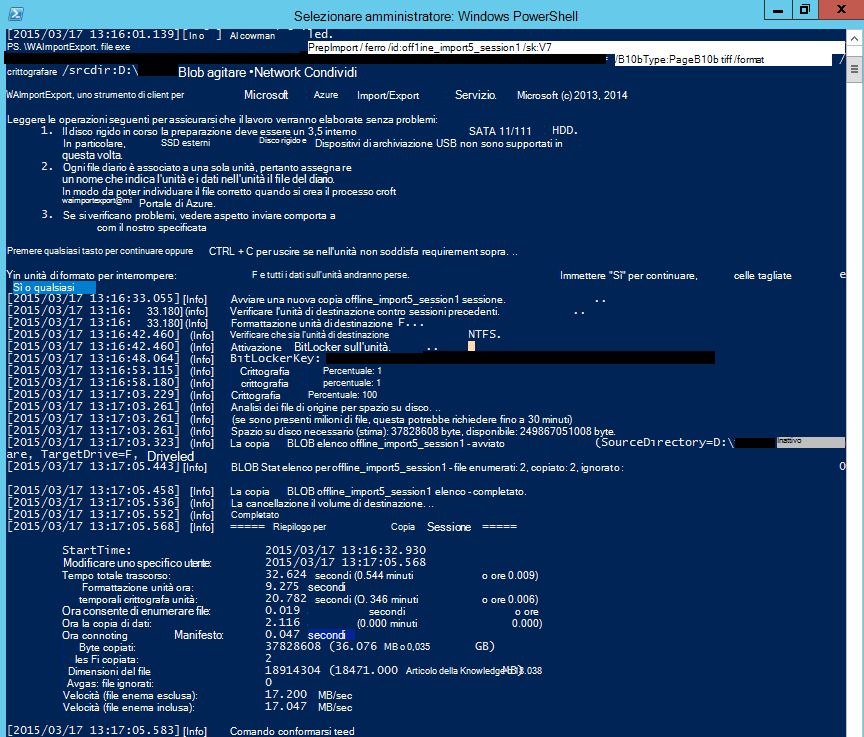 Selezionare amministratore: Windows PowerShell
[2015/03/17 13:16:01.139] [Ino ] Al cowman led.
PS. \WAImportExport. file exe PrepImport / ferro /id:off1ine_import5_session1 /sk:V7
/B10bType:PageB10b tiff /format /
crittografare /srcdir:D:\ Blob agitare •Network Condividi
WAImportExport, uno strumento di client per Microsoft Azure Import/Export Servizio. Microsoft (c) 2013, 2014
Leggere le operazioni seguenti per assicurarsi che il lavoro verranno elaborate senza problemi:
1. Il disco rigido in corso la preparazione deve essere un 3,5 interno SATA 11/111 HDD.
In particolare, SSD esterni Disco rigido e Dispositivi di archiviazione USB non sono supportati in
questa volta.
2. Ogni file diario è associato a una sola unità, pertanto assegnare
un nome che indica l'unità e i dati nell'unità il file del diario.
In modo da poter individuare il file corretto quando si crea il processo croft
waimportexport@mi Portale di Azure.
3. Se si verificano problemi, vedere aspetto inviare comporta a
com il nostro specificata
Premere qualsiasi tasto per continuare oppure CTRL + C per uscire se nell'unità non soddisfa requirement sopra. ..
Yin unità di formato per interrompere: F e tutti i dati sull'unità andranno perse. Immettere "Sì" per continuare, celle tagliate e
Sì o qualsiasi
[2015/03/17 13:16:33.055] [Info] Avviare una nuova copia offline_import5_session1 sessione. ..
[2015/03/17 13:16: 33.180] (info) Verificare l'unità di destinazione contro sessioni precedenti. ..
[2015/03/17 13:16: 33.180] (Info) Formattazione unità di destinazione F...
[2015/03/17 13:16:42.460] (Info) Verificare che sia l'unità di destinazione NTFS.
[2015/03/17 13:16:42.460] (Info) Attivazione BitLocker sull'unità. ..
[2015/03/17 13:16:48.064] [Info] BitLockerKey:
[2015/03/17 13:16:53.115] [Info] Crittografia Percentuale: 1
[2015/03/17 13:16:58.180] [Info] crittografia percentuale: 1
[2015/03/17 13:17:03.229] [Info] Crittografia Percentuale: 100
[2015/03/17 13:17:03.261] [Info] Analisi dei file di origine per spazio su disco. ..
[2015/03/17 13:17:03.261] [Info] (se sono presenti milioni di file, questa potrebbe richiedere fino a 30 minuti)
[2015/03/17 13:17:03.261] [Info] Spazio su disco necessario (stima): 37828608 byte, disponibile: 249867051008 byte.
[2015/03/17 13:17:03.323] [Info] La copia BLOB elenco offline_import5_session1 - avviato (SourceDirectory=D:\ Inattivo
are, TargetDrive=F, Driveled
[2015/03/17 13:17:05.443] [Info] BLOB Stat elenco per offline_import5_session1 - file enumerati: 2, copiato: 2, ignorato: 0
[2015/03/17 13:17:05.458] [Info] La copia BLOB offline_import5_session1 elenco - completato.
[2015/03/17 13:17:05.536] [Info] La cancellazione il volume di destinazione. ..
[2015/03/17 13:17:05.552] [Info] Completato
[2015/03/17 13:17:05.568] [Info] ===== Riepilogo per Copia Sessione =====
StartTime: 2015/03/17 13:16:32.930
Modificare uno specifico utente: 2015/03/17 13:17:05.568
Tempo totale trascorso: 32.624 secondi (0.544 minuti o ore 0.009)
Formattazione unità ora: 9.275 secondi
temporali crittografa unità: 20.782 secondi (O. 346 minuti o ore 0.006)
Ora consente di enumerare file: 0.019 secondi o ore
Ora la copia di dati: 2.116 (0.000 minuti 0.000)
Ora connoting Manifesto: 0.047 secondi
Byte copiati: 37828608 (36.076 MB o 0,035 GB)
les Fi copiata: 2
Dimensioni del file 18914304 (18471.000 Articolo della Knowledge
Avgas: file ignorati: 0
Velocità (file enema esclusa): 17.200 MB/sec
Velocità (file enema inclusa): 17.047 MB/sec
[2015/03/17 13:17:05.583] [Info] Comando conformarsi teed